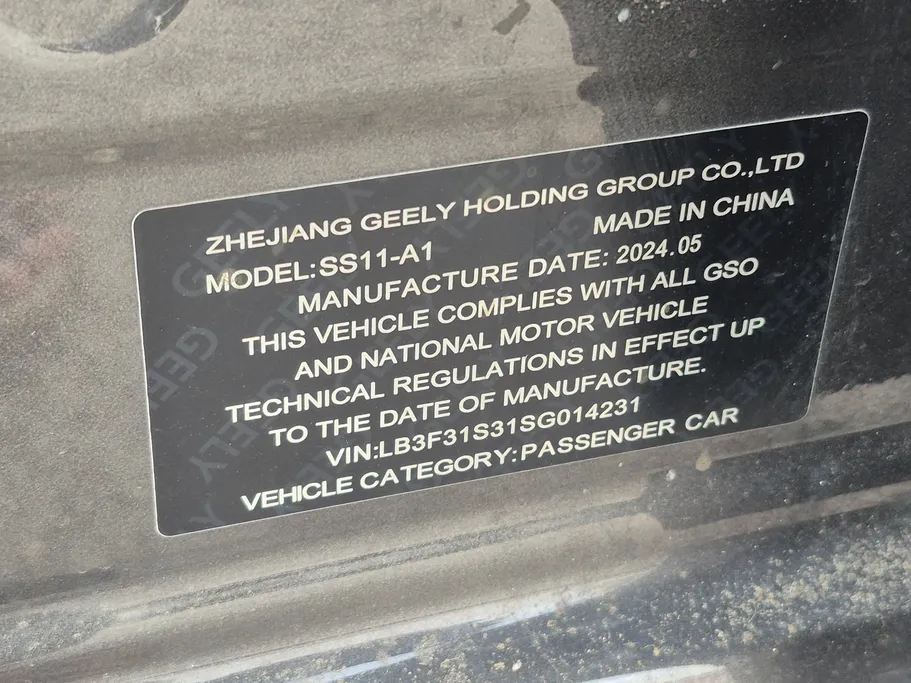 ZHEJIANG GEELY HOLDING GROUP CO.,LTD
MADE IN CHINA
MODEL:SS11-A1
MANUFACTURE DATE: 2024.05
THIS VEHICLE COMPLIES WITH ALL GSO
AND NATIONAL MOTOR VEHICLE
TECHNICAL REGULATIONS IN EFFECT UP
TO THE DATE OF MANUFACTURE.
VIN:LB3F31S31SG014231
VEHICLE CATEGORY:PASSENGER CAR